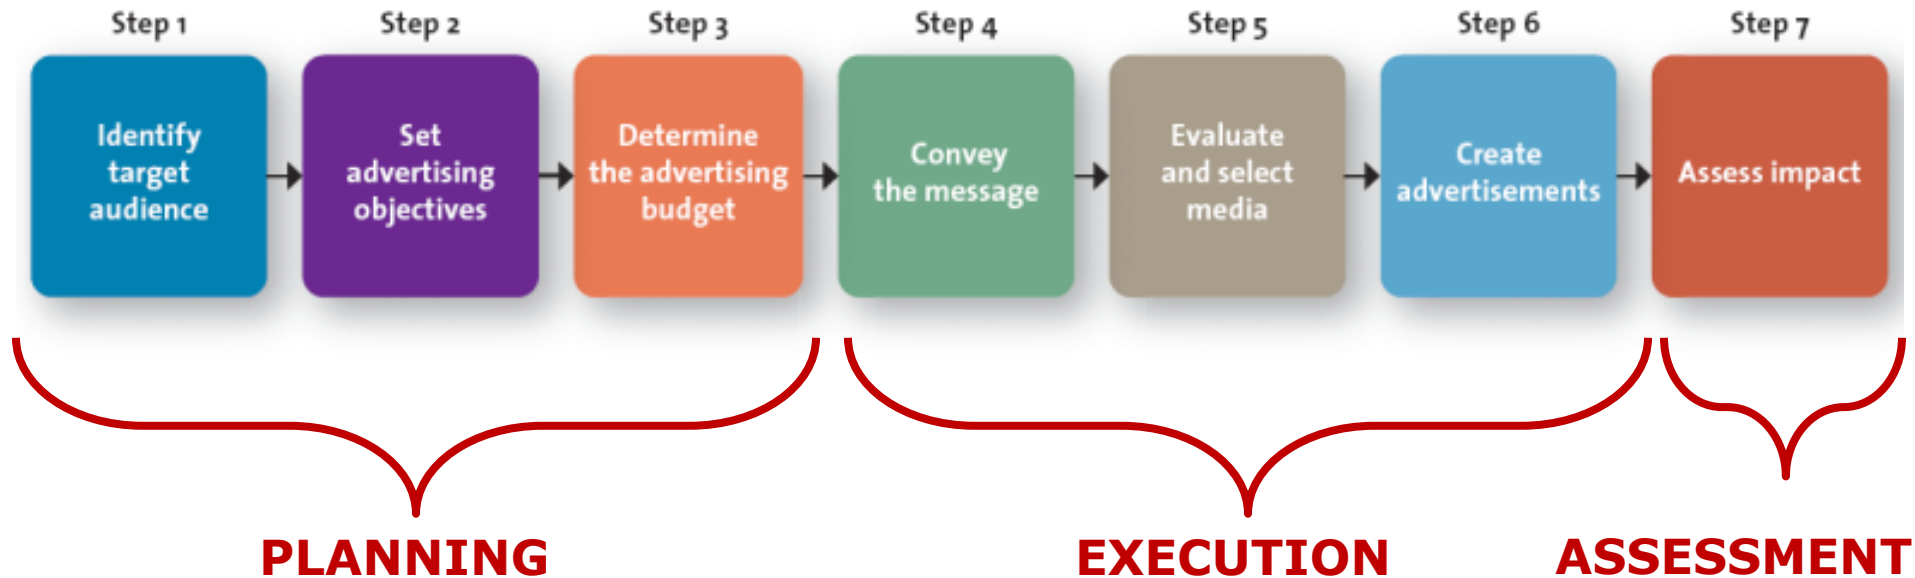 Step 1
Step 2
Step 3
Step 4
Step 5
Step 6
Step 7
Identify
target
audience
Set
advertising
objectives
Determine
the advertising
budget
Convey
the message
Evaluate
and select
media
Create
advertisements
Assess impact
PLANNING
EXECUTION
ASSESSMENT